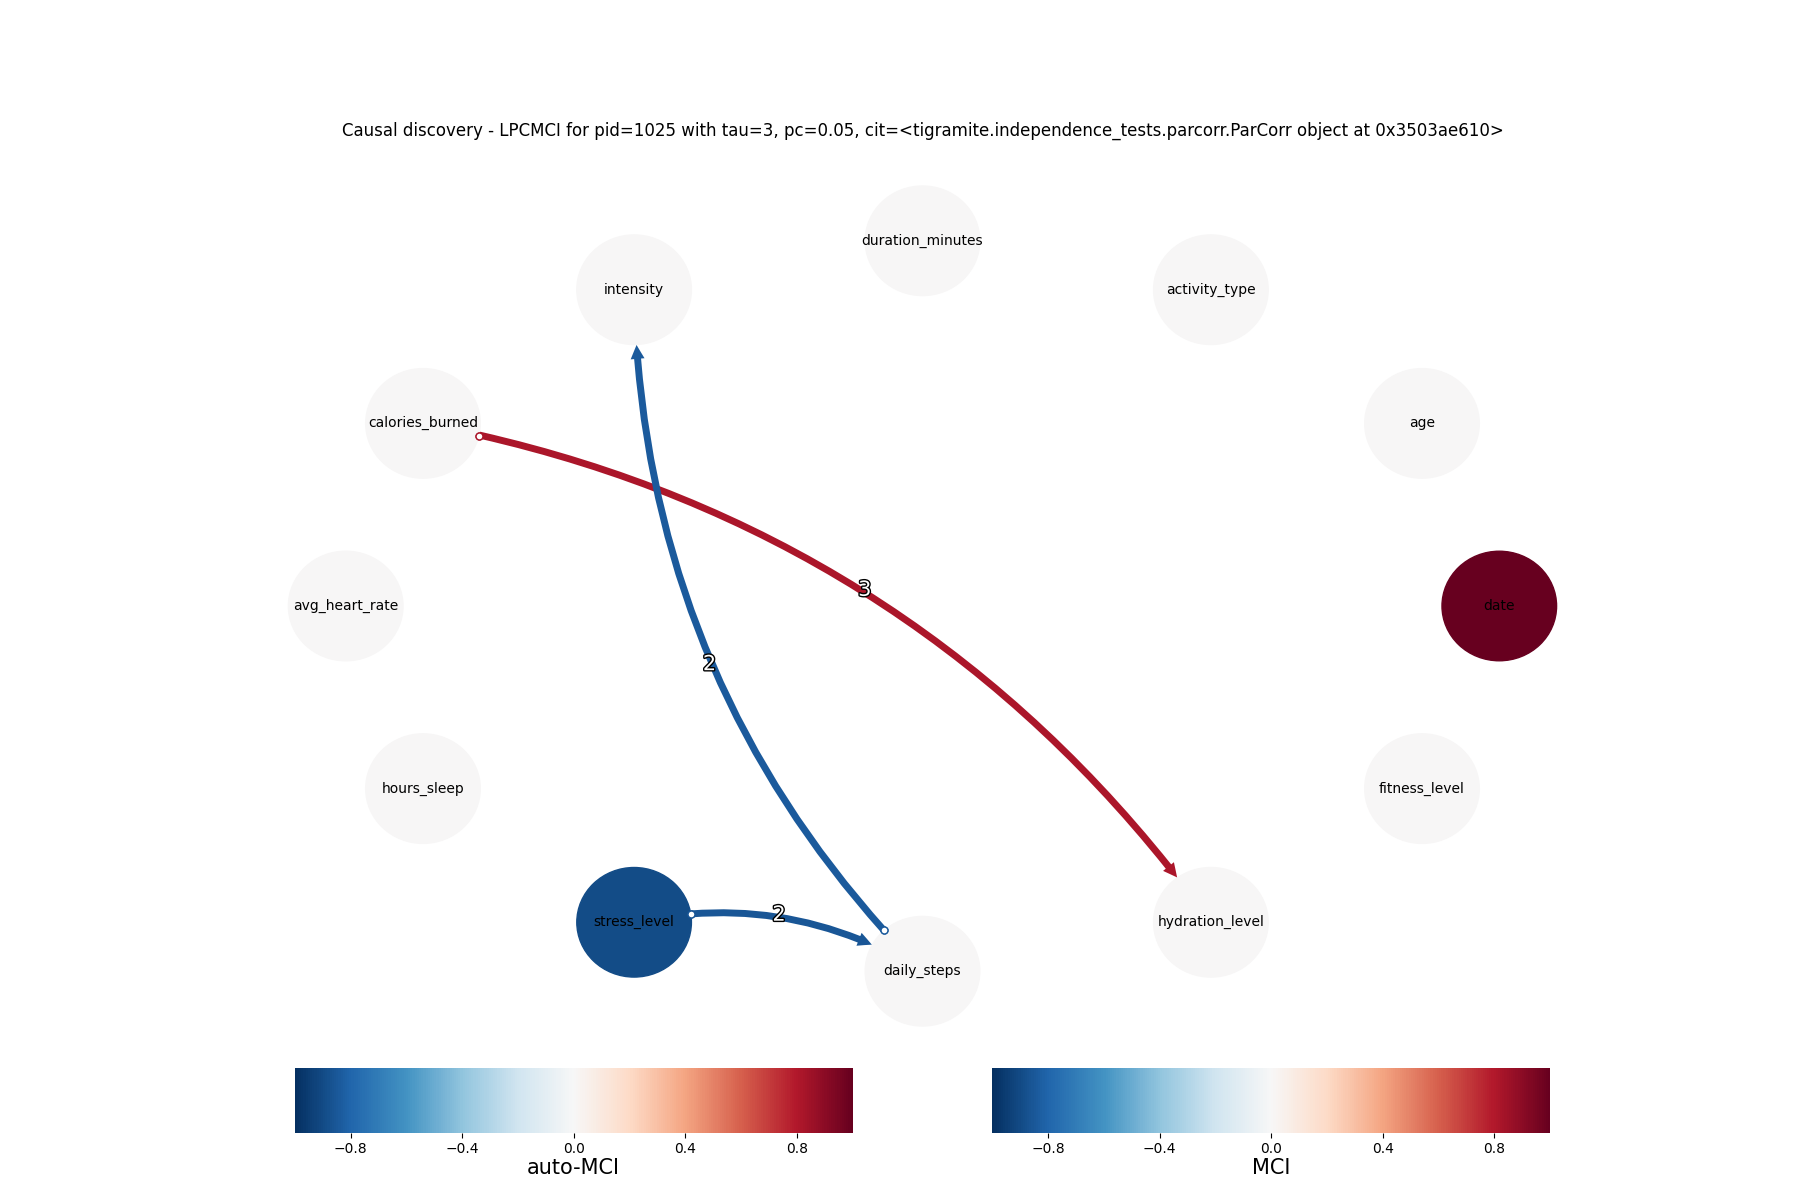 Causal discovery - LPCMCI for pid=1025 with tau=3, pc=0.05, cit=<tigramite.independence_tests.parcorr.ParCorr object at 0x3503ae610>
duration_minutes
intensity
activity_type
calories_burned
age
3
avg_heart_rate
date
2
hours_sleep
fitness_level
2
stress_level
hydration_level
daily_steps
−0.8 −0.4 0.0 0.4 0.8
auto-MCI
−0.8 −0.4 0.0 0.4 0.8
MCI